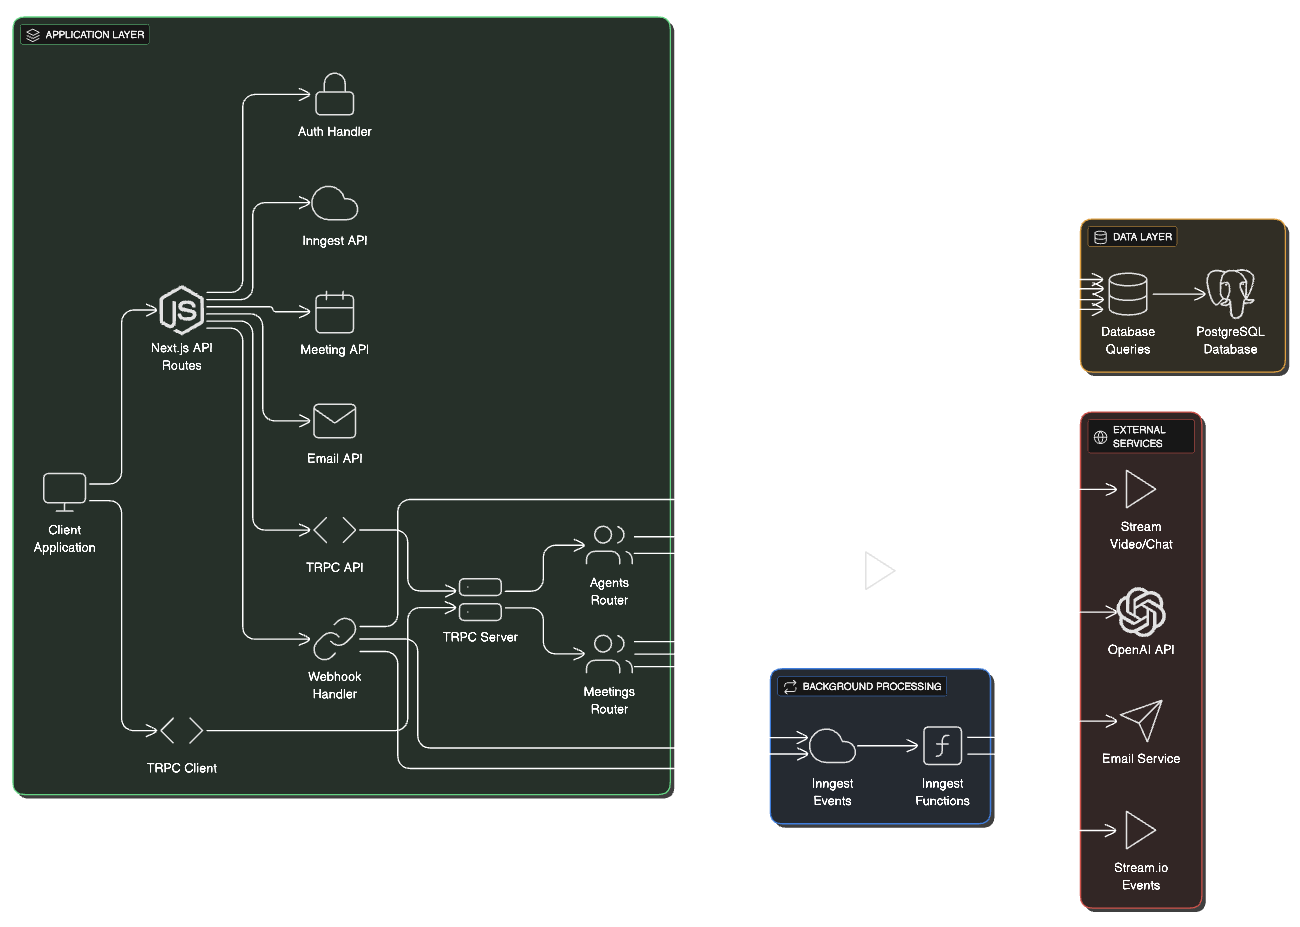 APPLICATION LAYER
Auth Handler
Inngest API
JS
Next.js API
Routes
Meeting API
Email API
Client
Application
TRPC API
Agents
Router
TRPC Server
Webhook
Handler
Meetings
Router
TRPC Client
BACKGROUND PROCESSING
Inngest
Events
Inngest
Functions
DATA LAYER
Database
Queries
PostgreSQL
Database
EXTERNAL
SERVICES
Stream
Video/Chat
OpenAI API
Email Service
Stream.io
Events